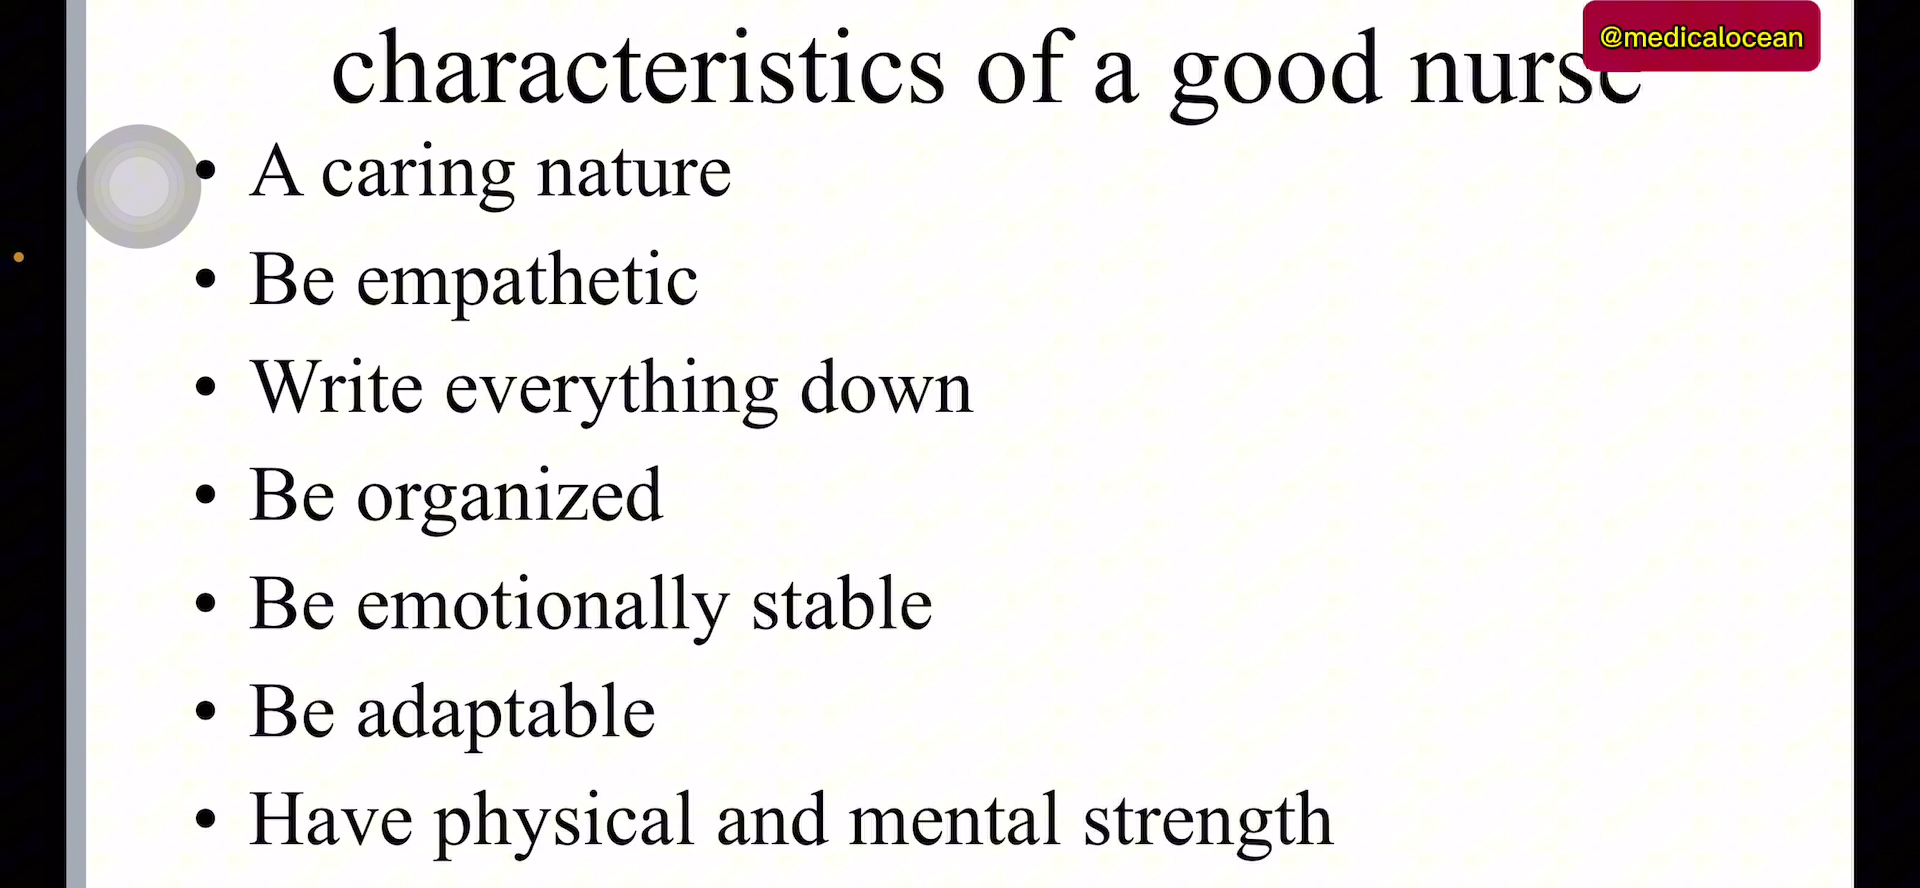 @medicalocean
characteristics of a good nurse
• A caring nature
• Be empathetic
• Write everything down
• Be organized
• Be emotionally stable
• Be adaptable
• Have physical and mental strength